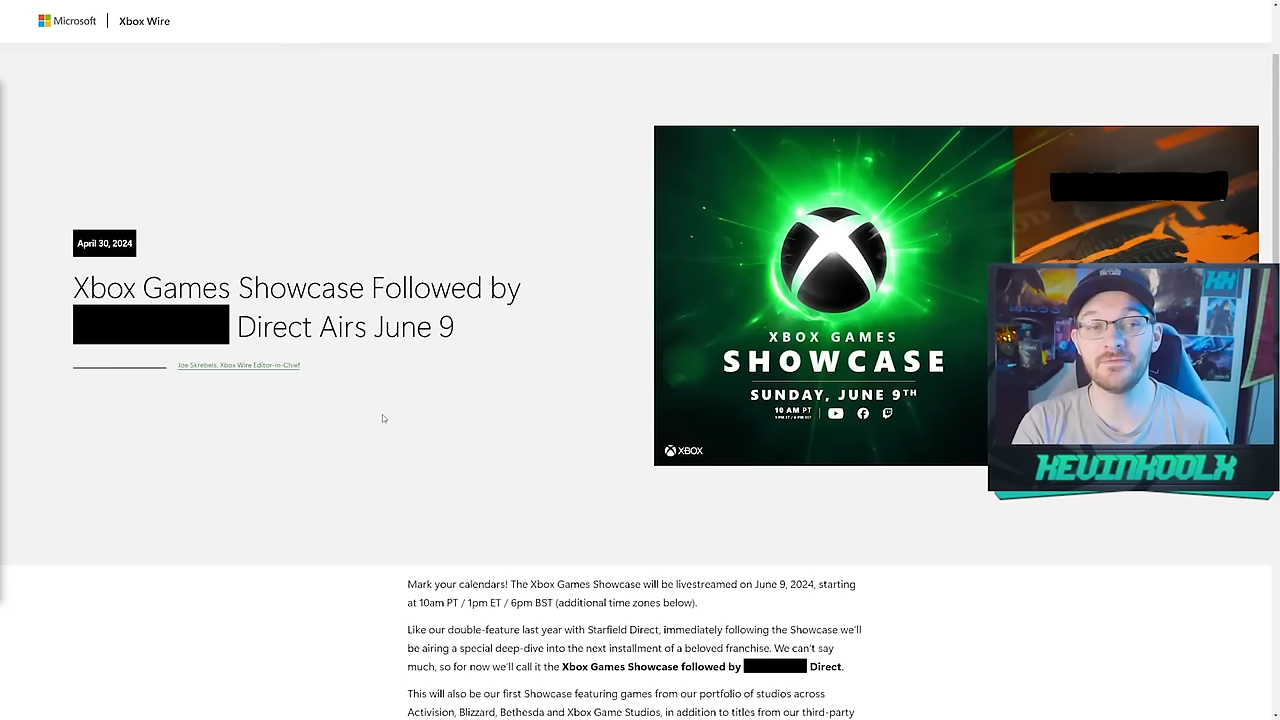 Microsoft | Xbox Wire
April 30, 2024
Xbox Games Showcase Followed by
Direct Airs June 9
Joe Skrebels, Xbox Wire Editor-in-Chief
XBOX GAMES
SHOWCASE
SUNDAY, JUNE 9TH
10 AM PT
XBOX
KEVINKOOLX
Mark your calendars! The Xbox Games Showcase will be livestreamed on June 9, 2024, starting
at 10am PT / 1pm ET / 6pm BST (additional time zones below).
Like our double-feature last year with Starfield Direct, immediately following the Showcase we'll
be airing a special deep-dive into the next installment of a beloved franchise. We can't say
much, so for now we'll call it the Xbox Games Showcase followed by Direct.
This will also be our first Showcase featuring games from our portfolio of studios across
Activision, Blizzard, Bethesda and Xbox Game Studios, in addition to titles from our third-party